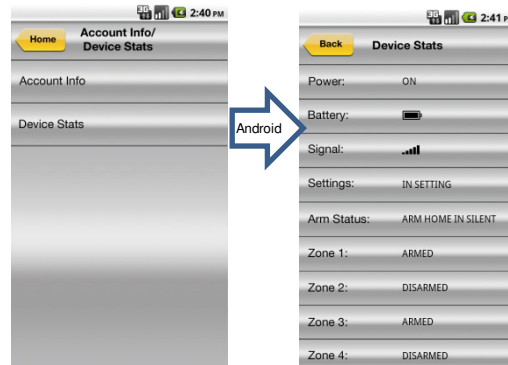 2:40 PM
Home
Account Info/
Device Stats
Account Info
Device Stats
Android
2:41 P
Back
Device Stats
Power: ON
Battery:
Signal:
Settings: IN SETTING
Arm Status: ARM HOME IN SILENT
Zone 1: ARMED
Zone 2: DISARMED
Zone 3: ARMED
Zone 4: DISARMED